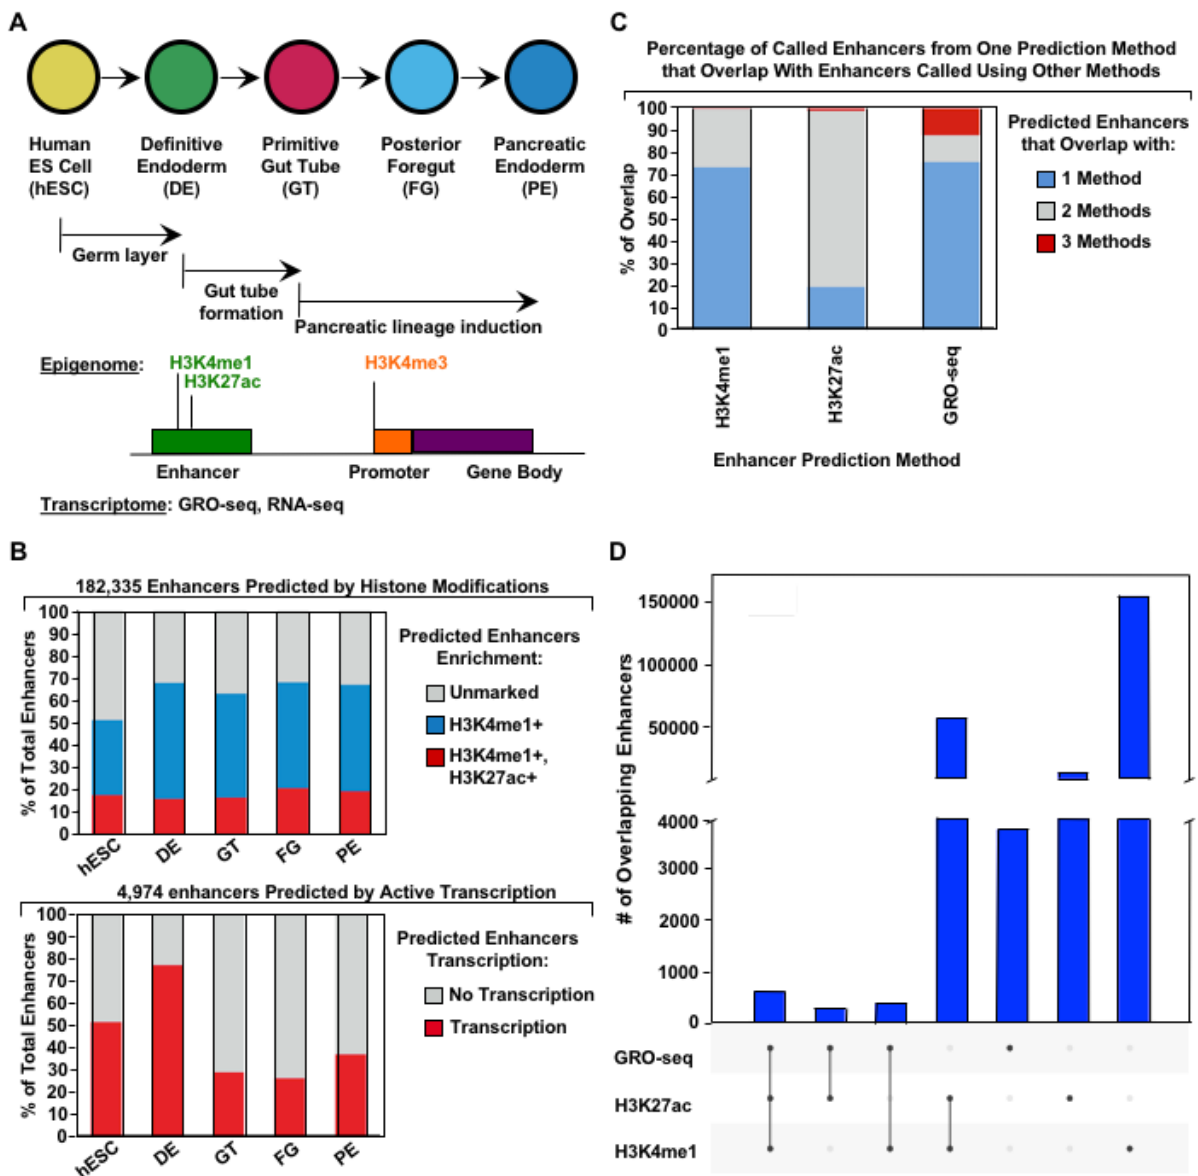 A
Human
ES Cell
(hESC)
Definitive
Endoderm
(DE)
Primitive
Gut Tube
(GT)
Posterior
Foregut
(FG)
Pancreatic
Endoderm
(PE)
Germ layer
Gut tube
formation
Pancreatic lineage induction
Epigenome:
H3K4me1
H3K27ac
H3K4me3
Enhancer
Promoter
Gene Body
Transcriptome: GRO-seq, RNA-seq
B
182,335 Enhancers Predicted by Histone Modifications
% of Total Enhancers
100
90
80
70
60
50
40
30
20
10
0
hESC
DE
GT
FG
PE
Predicted Enhancers
Enrichment:
Unmarked
H3K4me1+
H3K4me1+,
H3K27ac+
4,974 enhancers Predicted by Active Transcription
% of Total Enhancers
100
90
80
70
60
50
40
30
20
10
0
hESC
DE
GT
FG
PE
Predicted Enhancers
Transcription:
No Transcription
Transcription
C
Percentage of Called Enhancers from One Prediction Method
that Overlap With Enhancers Called Using Other Methods
% of Overlap
100
90
80
70
60
50
40
30
20
10
0
H3K4me1
H3K27ac
GRO-seq
Enhancer Prediction Method
Predicted Enhancers
that Overlap with:
1 Method
2 Methods
3 Methods
D
# of Overlapping Enhancers
150000
100000
50000
4000
3000
2000
1000
0
GRO-seq
H3K27ac
H3K4me1